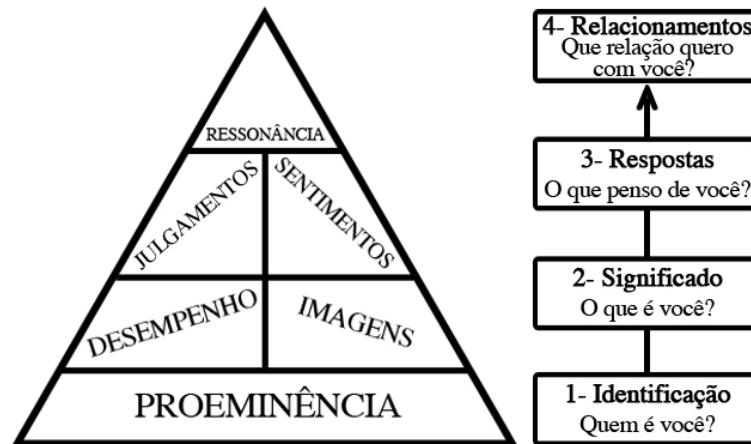 RESSONÂNCIA
JULGAMENTOS
SENTIMENTOS
DESEMPENHO
IMAGENS
PROEMINÊNCIA
4- Relacionamentos
Que relação quero
com você?
3- Respostas
O que penso de você?
2- Significado
O que é você?
1- Identificação
Quem é você?